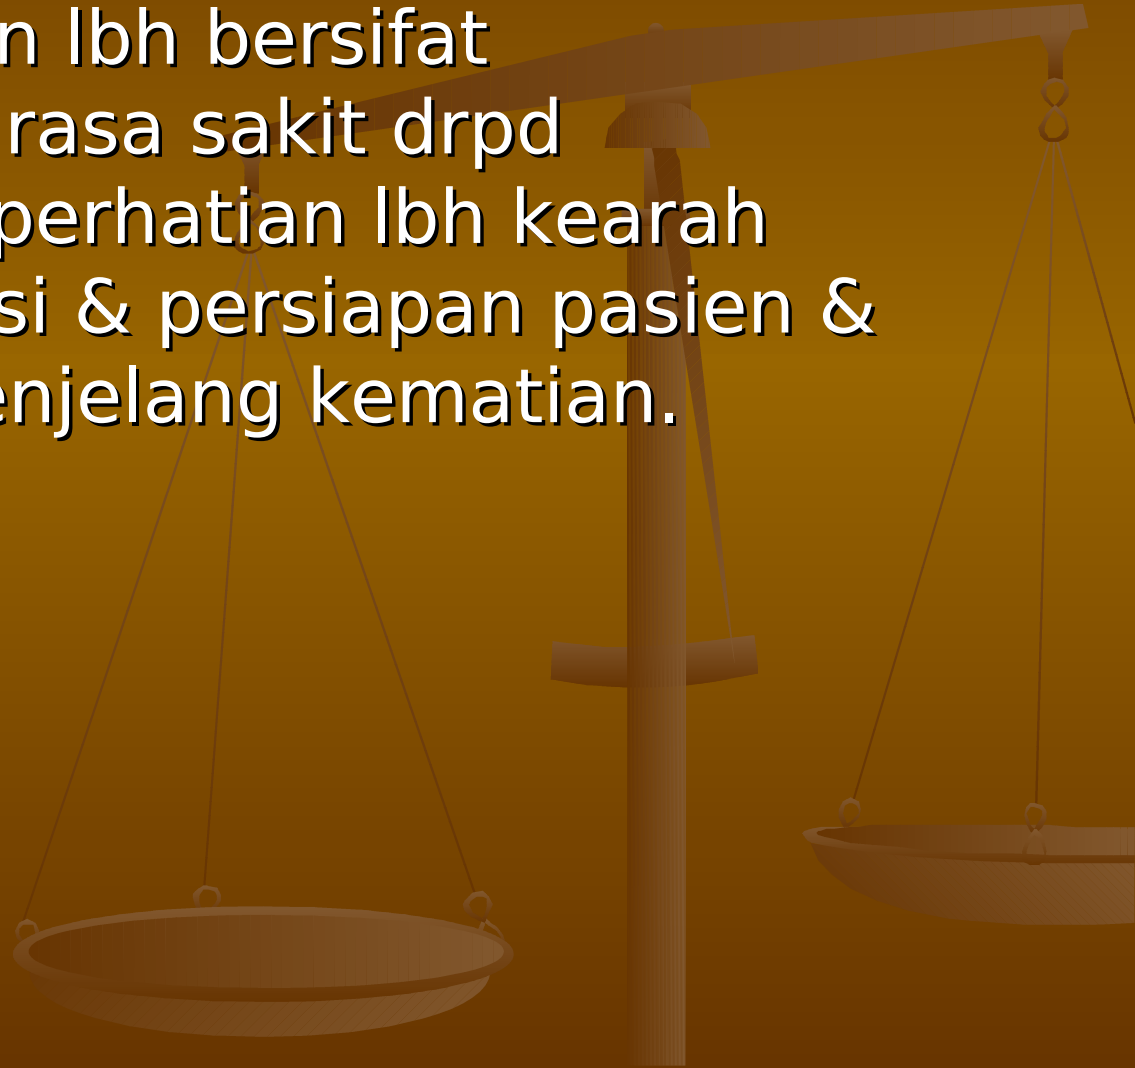 n lbh bersifat
rasa sakit drpd
perhatian lbh kearah
si & persiapan pasien &
enjelang kematian.